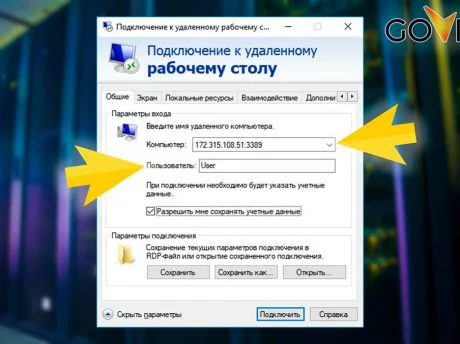 Подключение к удаленному рабочему с...
Подключение к удаленному
рабочему столу
Общие Экран Локальные ресурсы Взаимодействие Дополни
Параметры входа
Введите имя удаленного компьютера.
Компьютер: 172.315.108.51:3389
Пользователь: User
При подключении необходимо будет указать учетные
данные.
Разрешить мне сохранять учетные данные
Параметры подключения
Сохранение текущих параметров подключения в
RDP-файл или открытие сохраненного подключения.
Сохранить Сохранить как... Открыть...
Скрыть параметры Подключить Справка